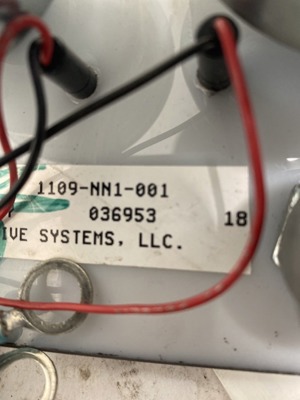 1109-NN1-001
036953 18
IVE SYSTEMS, LLC.